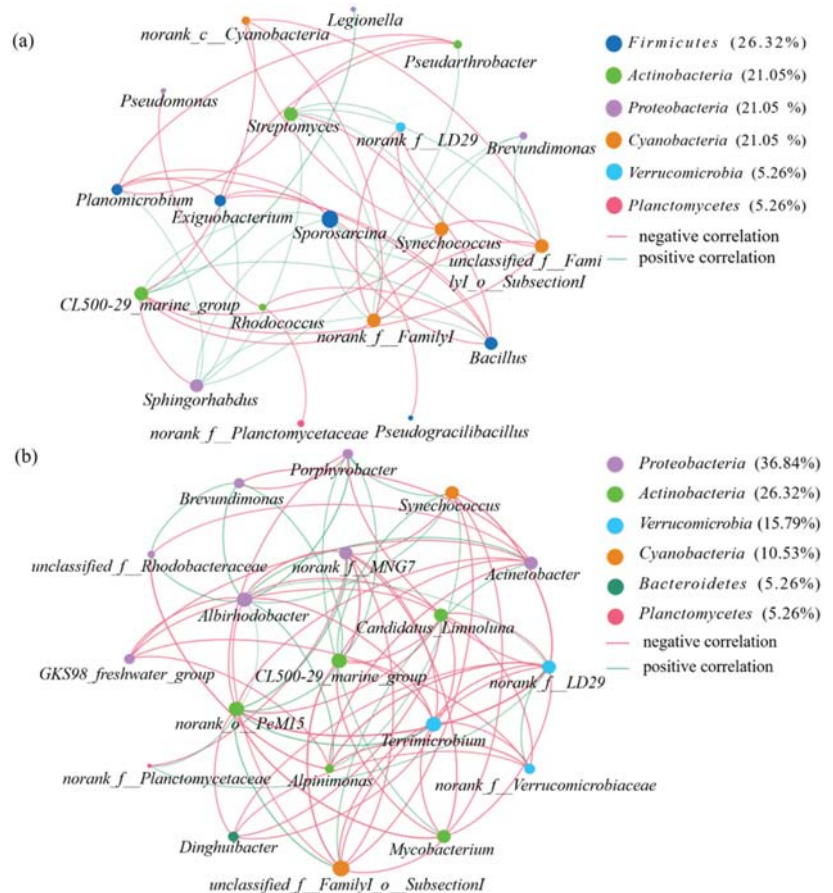 (a)
norank_c__Cyanobacteria
Legionella
Pseudarthrobacter
Pseudomonas
Streptomyces
norank_f__LD29
Brevundimonas
Planomicrobium
Exiguobacterium
Sporosarcina
Synechococcus
unclassified_f__Fami
lyI_o__SubsectionI
CL500-29_marine_group
Rhodococcus
norank_f__FamilyI
Bacillus
Sphingorhabdus
norank_f__Planctomycetaceae
Pseudogracilibacillus
Firmicutes (26.32%)
Actinobacteria (21.05%)
Proteobacteria (21.05 %)
Cyanobacteria (21.05 %)
Verrucomicrobia (5.26%)
Planctomycetes (5.26%)
negative correlation
positive correlation
(b)
Porphyrobacter
Brevundimonas
Synechococcus
unclassified_f__Rhodobacteraceae
norank_f__MNG7
Acinetobacter
Albirhodobacter
Candidatus_Limnoluna
GKS98_freshwater_group
CL500-29_marine_group
norank_f__LD29
norank_o__PeM15
Terrimicrobium
norank_f__Planctomycetaceae
Alpinimonas
norank_f__Verrucomicrobiaceae
Dinghuibacter
Mycobacterium
unclassified_f__FamilyI_o__SubsectionI
Proteobacteria (36.84%)
Actinobacteria (26.32%)
Verrucomicrobia (15.79%)
Cyanobacteria (10.53%)
Bacteroidetes (5.26%)
Planctomycetes (5.26%)
negative correlation
positive correlation